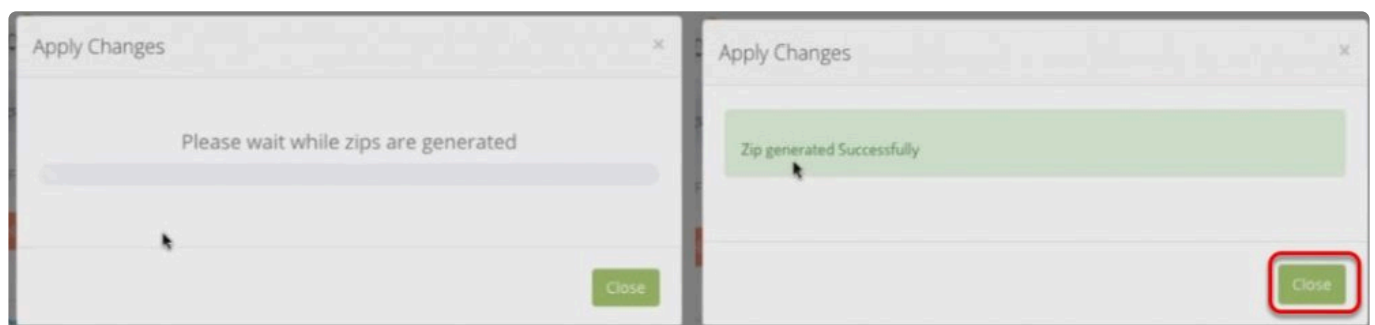 Apply Changes
×
Please wait while zips are generated
Close
Apply Changes
×
Zip generated Successfully
Close